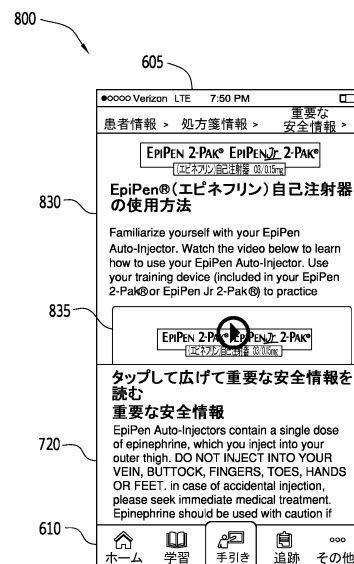 800
605
●○○○○ Verizon LTE 7:50 PM
患者情報 > 処方箋情報 > 重要な
安全情報 >
EPIPEN 2-PAK® EPIPEN Jr 2-PAK®
(エピネフリン)自己注射器 03/0.15mg
830
EpiPen®(エピネフリン)自己注射器
の使用方法
Familiarize yourself with your EpiPen
Auto-Injector. Watch the video below to learn
how to use your EpiPen Auto-Injector. Use
your training device (included in your EpiPen
2-Pak® or EpiPen Jr 2-Pak®) to practice
835
EPIPEN 2-PAK® EPIPEN Jr 2-PAK®
(エピネフリン)自己注射器 03/0.15mg
タップして広げて重要な安全情報を
読む
重要な安全情報
720
EpiPen Auto-Injectors contain a single dose
of epinephrine, which you inject into your
outer thigh. DO NOT INJECT INTO YOUR
VEIN, BUTTOCK, FINGERS, TOES, HANDS
OR FEET. in case of accidental injection,
please seek immediate medical treatment.
Epinephrine should be used with caution if
610
ホーム 学習 手引き 追跡 その他